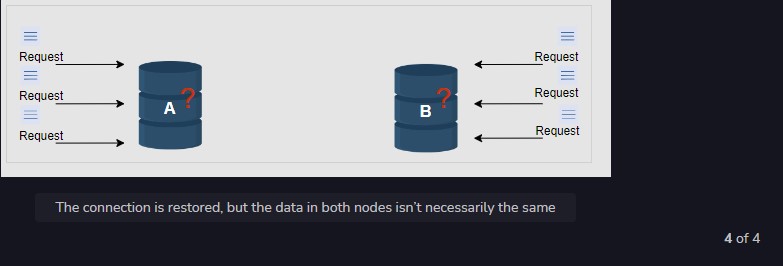 Request
Request
Request
Request
Request
Request
A ?
B ?
The connection is restored, but the data in both nodes isn't necessarily the same
4 of 4